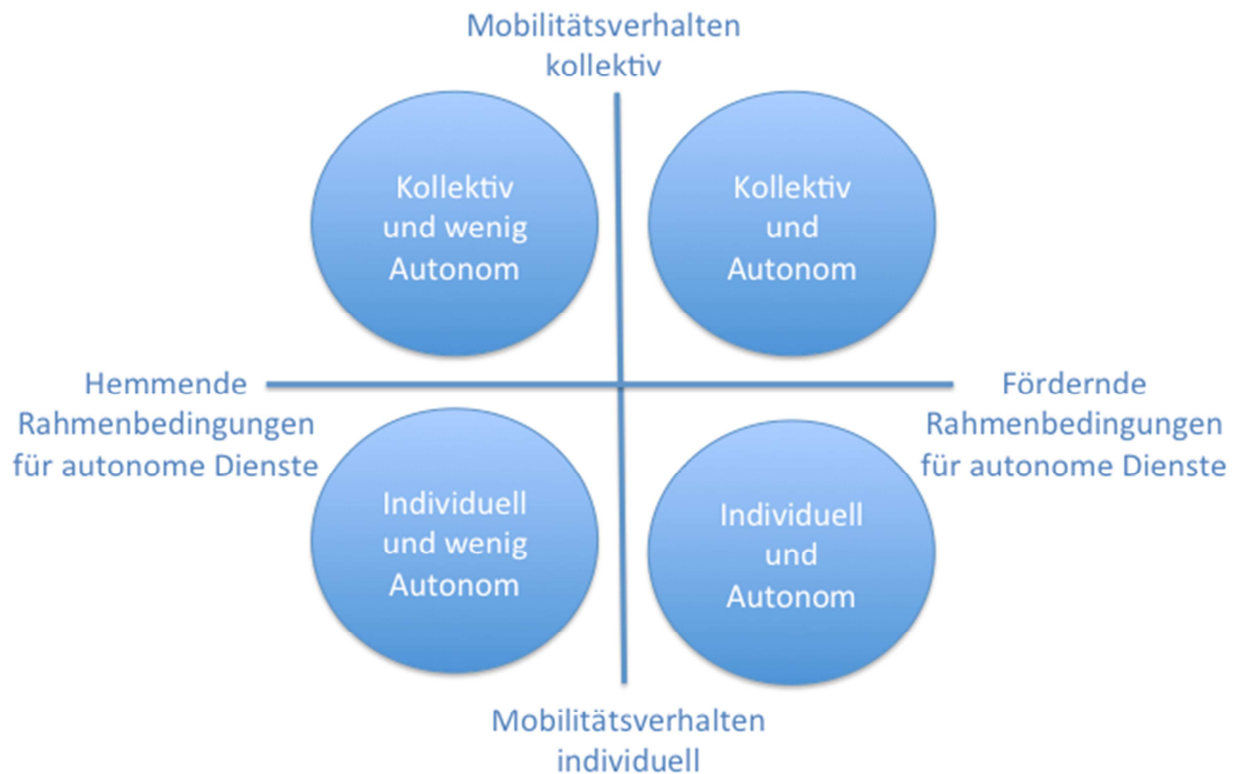 Mobilitätsverhalten
kollektiv
Kollektiv
und wenig
Autonom
Kollektiv
und
Autonom
Hemmende
Rahmenbedingungen
für autonome Dienste
Fördernde
Rahmenbedingungen
für autonome Dienste
Individuell
und wenig
Autonom
Individuell
und
Autonom
Mobilitätsverhalten
individuell